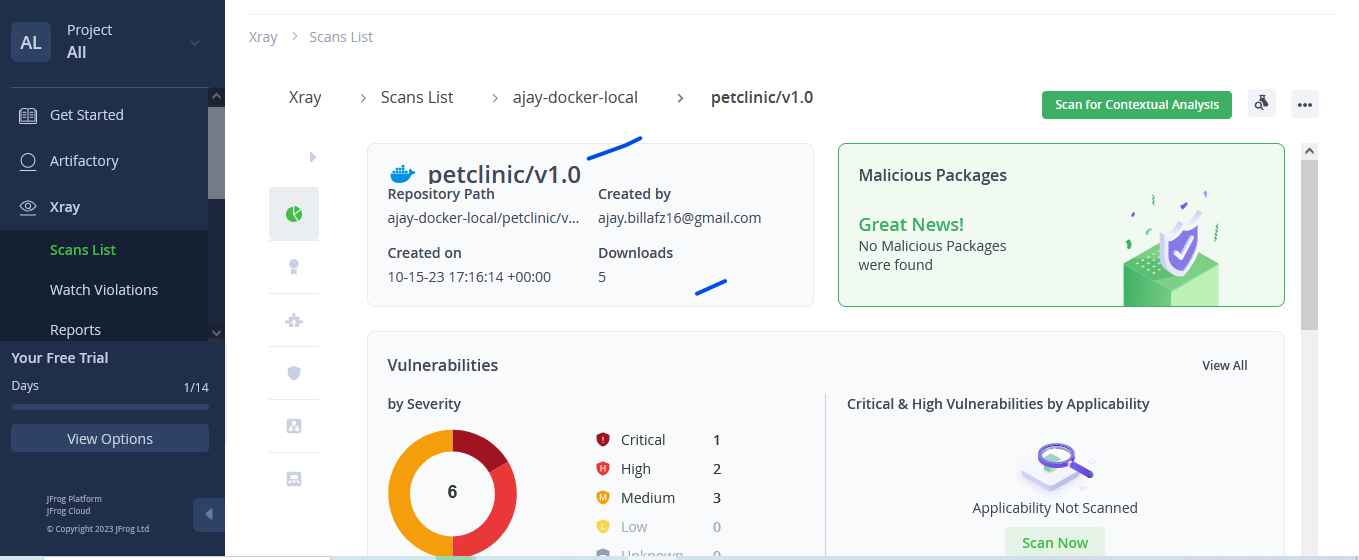 AL
Project
All
Get Started
Artifactory
Xray
Scans List
Watch Violations
Reports
Your Free Trial
Days 1/14
View Options
JFrog Platform
JFrog Cloud
© Copyright 2023 JFrog Ltd
Xray > Scans List
Xray > Scans List > ajay-docker-local > petclinic/v1.0
Scan for Contextual Analysis
petclinic/v1.0
Repository Path
ajay-docker-local/petclinic/v...
Created by
ajay.billafz16@gmail.com
Created on
10-15-23 17:16:14 +00:00
Downloads
5
Malicious Packages
Great News!
No Malicious Packages
were found
Vulnerabilities
View All
by Severity
6
Critical 1
High 2
Medium 3
Low 0
Unknown 0
Critical & High Vulnerabilities by Applicability
Applicability Not Scanned
Scan Now